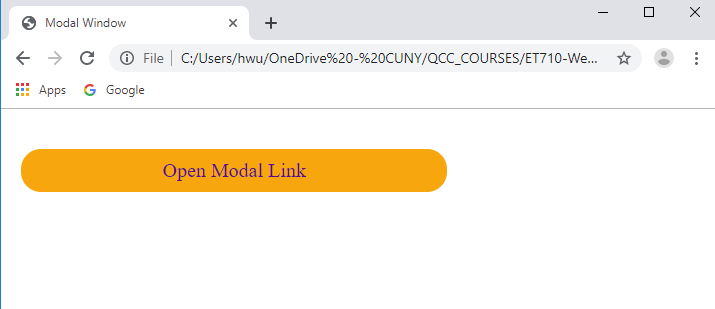 Modal Window
File
C:/Users/hwu/OneDrive%20-%20CUNY/QCC_COURSES/ET710-We...
Apps
Google
Open Modal Link